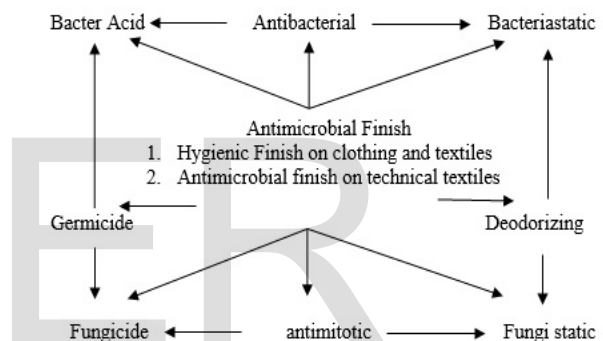 Bacter Acid Antibacterial Bacteriastatic
Antimicrobial Finish
1. Hygienic Finish on clothing and textiles
2. Antimicrobial finish on technical textiles
Germicide Deodorizing
Fungicide antimitotic Fungi static
ER